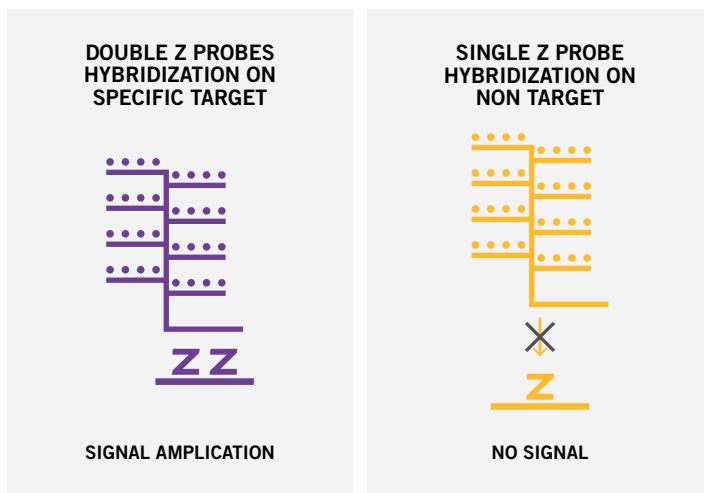 DOUBLE Z PROBES
HYBRIDIZATION ON
SPECIFIC TARGET
ZZ
SIGNAL AMPLICATION
SINGLE Z PROBE
HYBRIDIZATION ON
NON TARGET
Z
NO SIGNAL